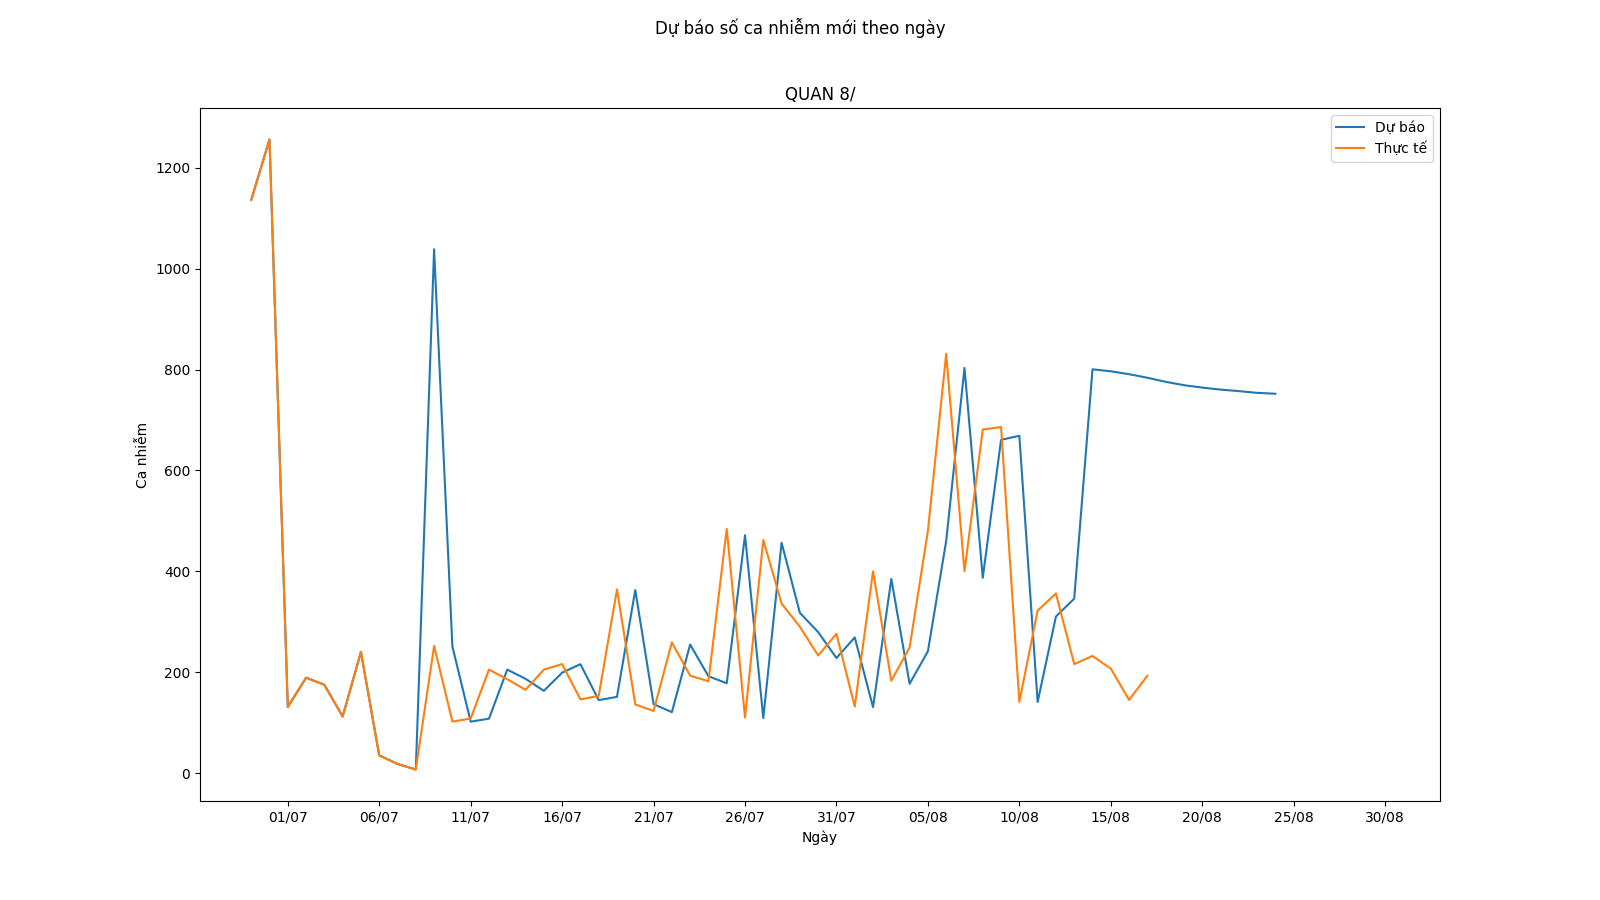 Dự báo số ca nhiễm mới theo ngày
QUAN 8/
Dự báo
Thực tế
1200
1000
800
600
400
200
0
Ca nhiễm
01/07 06/07 11/07 16/07 21/07 26/07 31/07 05/08 10/08 15/08 20/08 25/08 30/08
Ngày